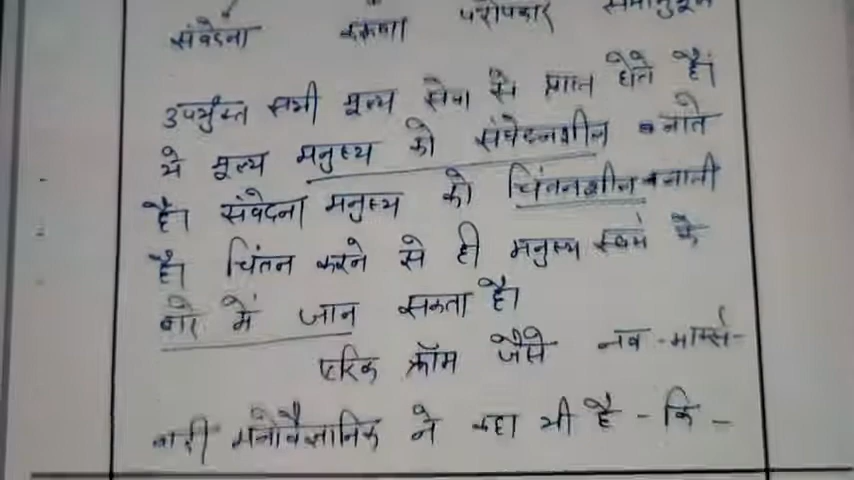 संवेदना करुणा परोपकार समानुभूति
उपर्युक्त सभी मूल्य सेवा से प्राप्त होते हैं।
ये मूल्य मनुष्य को संवेदनशील बनाते
है। संवेदना मनुष्य को चिंतनशील बनाती
है। चिंतन करने से ही मनुष्य स्वयं के
बारे में जान सकता है।
एरिक फ्रॉम जैसे नव-मार्क्स-
वादी मनोवैज्ञानिक ने कहा भी है - कि -